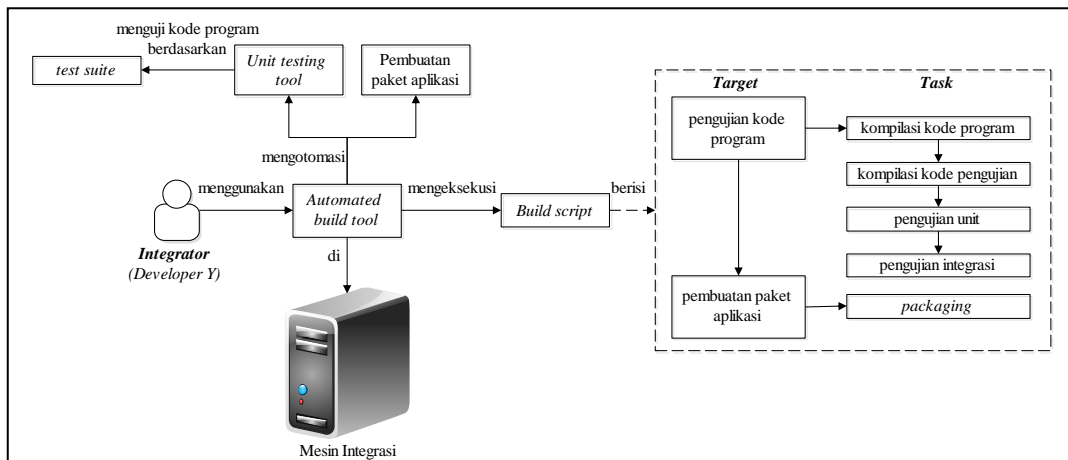 menguji kode program
berdasarkan
test suite
Unit testing
tool
Pembuatan
paket aplikasi
mengotomasi
menggunakan
Automated
build tool
mengeksekusi
Build script
berisi
Integrator
(Developer Y)
di
Mesin Integrasi
Target
Task
pengujian kode
program
kompilasi kode program
kompilasi kode pengujian
pengujian unit
pengujian integrasi
pembuatan paket
aplikasi
packaging